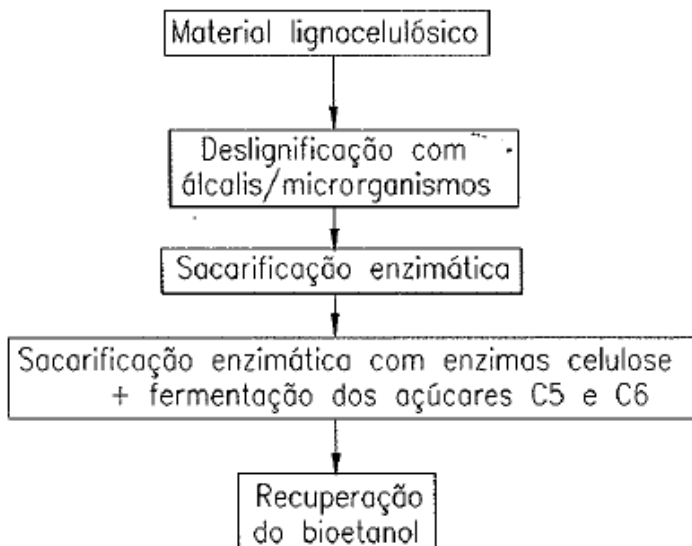 Material lignocelulósico
Deslignificação com
álcalis/microrganismos
Sacarificação enzimática
Sacarificação enzimática com enzimas celulose
+ fermentação dos açúcares C5 e C6
Recuperação
do bioetanol